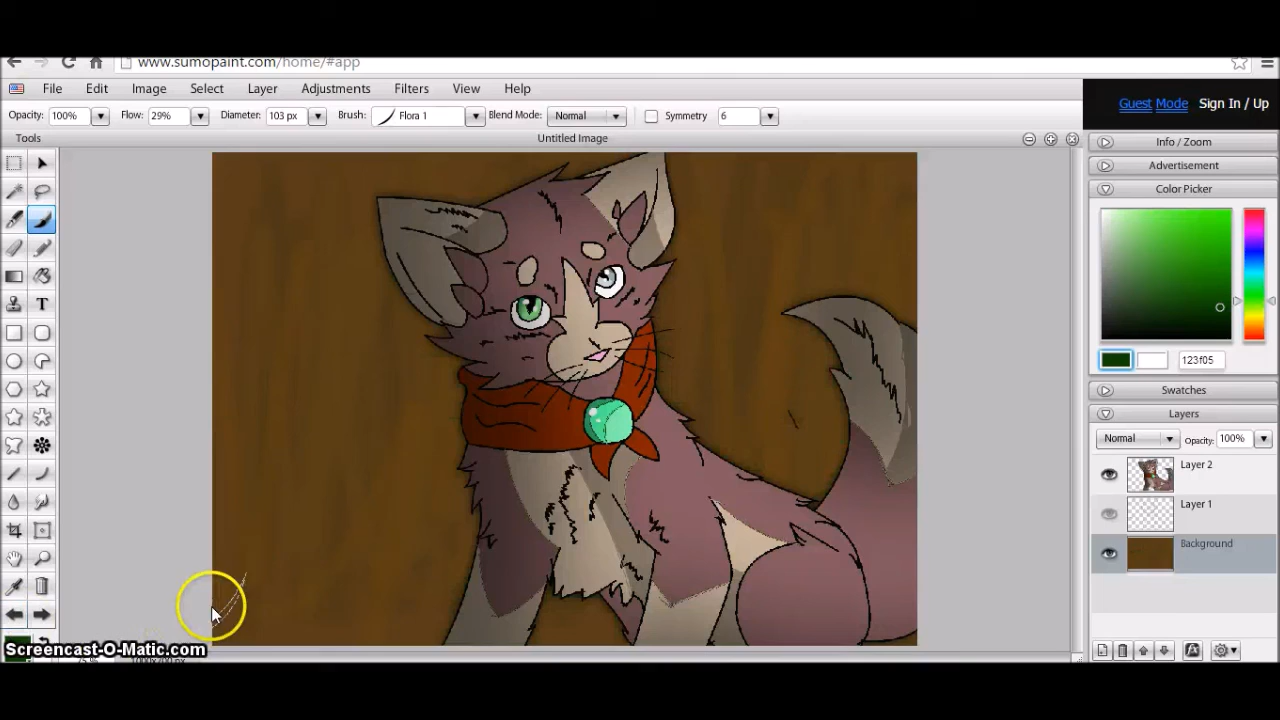 www.sumopaint.com/home/#app
File Edit Image Select Layer Adjustments Filters View Help
Guest Mode Sign In / Up
Opacity: 100% Flow: 29% Diameter: 103 px Brush: Flora 1 Blend Mode: Normal Symmetry 6
Tools
Untitled Image
Info / Zoom
Advertisement
Color Picker
123f05
Swatches
Layers
Normal Opacity: 100%
Layer 2
Layer 1
Background
Screencast-O-Matic.com